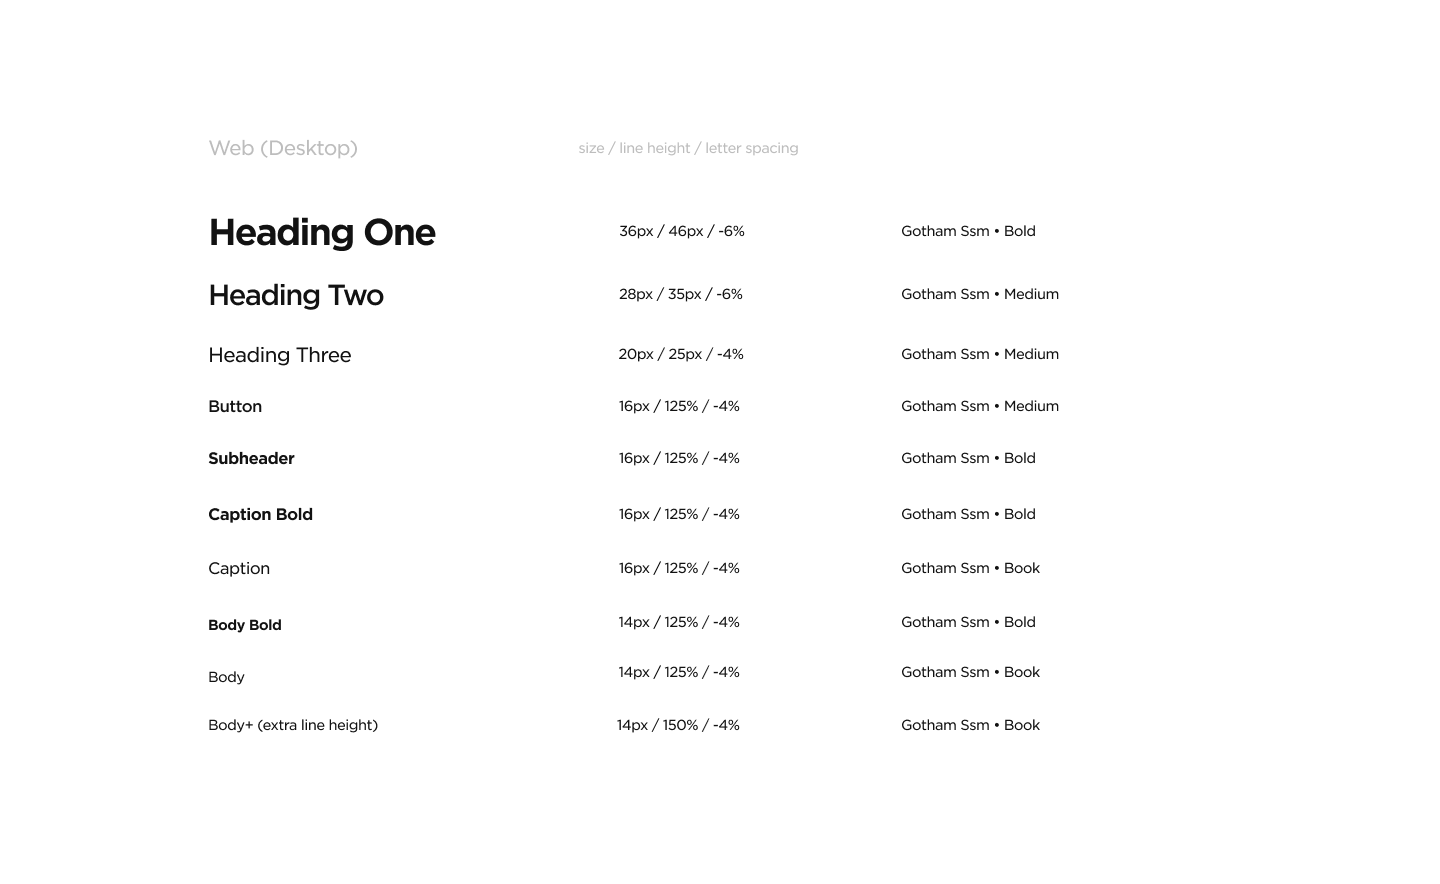 Web (Desktop) size / line height / letter spacing
Heading One 36px / 46px / -6% Gotham Ssm • Bold
Heading Two 28px / 35px / -6% Gotham Ssm • Medium
Heading Three 20px / 25px / -4% Gotham Ssm • Medium
Button 16px / 125% / -4% Gotham Ssm • Medium
Subheader 16px / 125% / -4% Gotham Ssm • Bold
Caption Bold 16px / 125% / -4% Gotham Ssm • Bold
Caption 16px / 125% / -4% Gotham Ssm • Book
Body Bold 14px / 125% / -4% Gotham Ssm • Bold
Body 14px / 125% / -4% Gotham Ssm • Book
Body+ (extra line height) 14px / 150% / -4% Gotham Ssm • Book